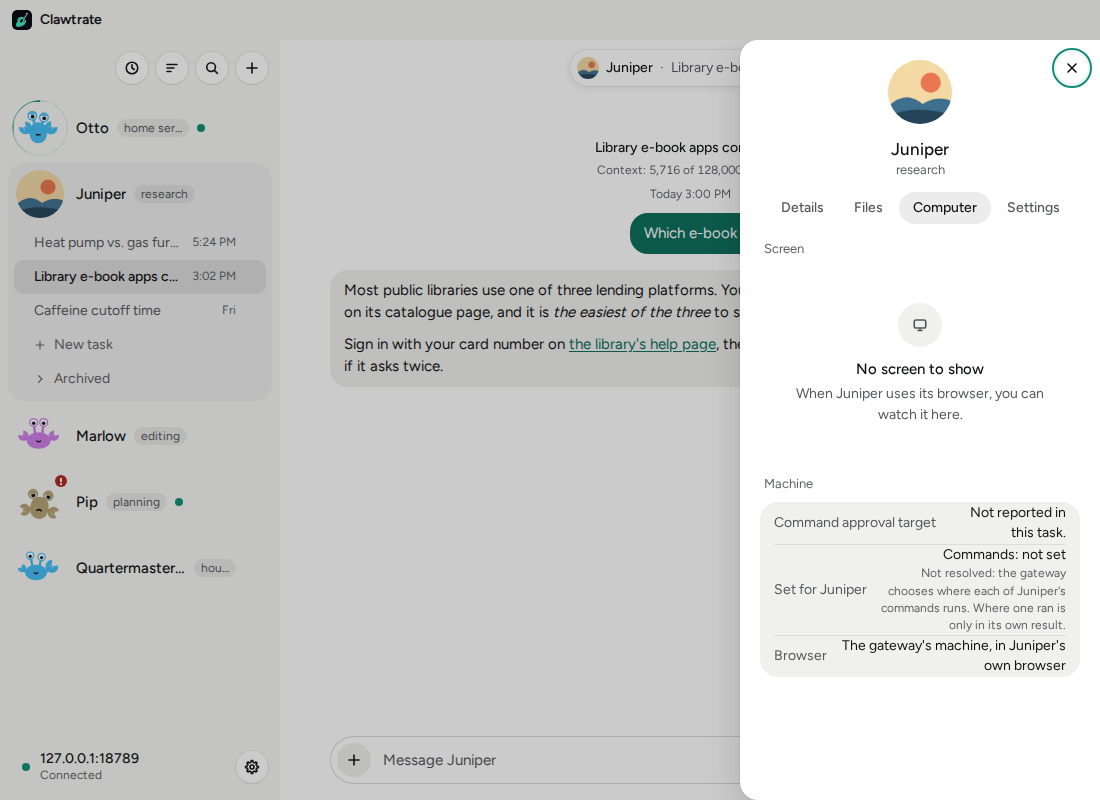 Clawtrate
Otto
home ser...
Juniper
research
Heat pump vs. gas fur...
5:24 PM
Library e-book apps c...
3:02 PM
Caffeine cutoff time
Fri
New task
Archived
Marlow
editing
Pip
planning
Quartermaster...
hou...
127.0.0.1:18789
Connected
Juniper · Library e-bo
Library e-book apps co
Context: 5,716 of 128,000
Today 3:00 PM
Which e-book
Most public libraries use one of three lending platforms. Yo
on its catalogue page, and it is the easiest of the three to s
Sign in with your card number on the library's help page, the
if it asks twice.
Message Juniper
Juniper
research
Details
Files
Computer
Settings
Screen
No screen to show
When Juniper uses its browser, you can
watch it here.
Machine
Command approval target
Not reported in
this task.
Set for Juniper
Commands: not set
Not resolved: the gateway
chooses where each of Juniper's
commands runs. Where one ran is
only in its own result.
Browser
The gateway's machine, in Juniper's
own browser